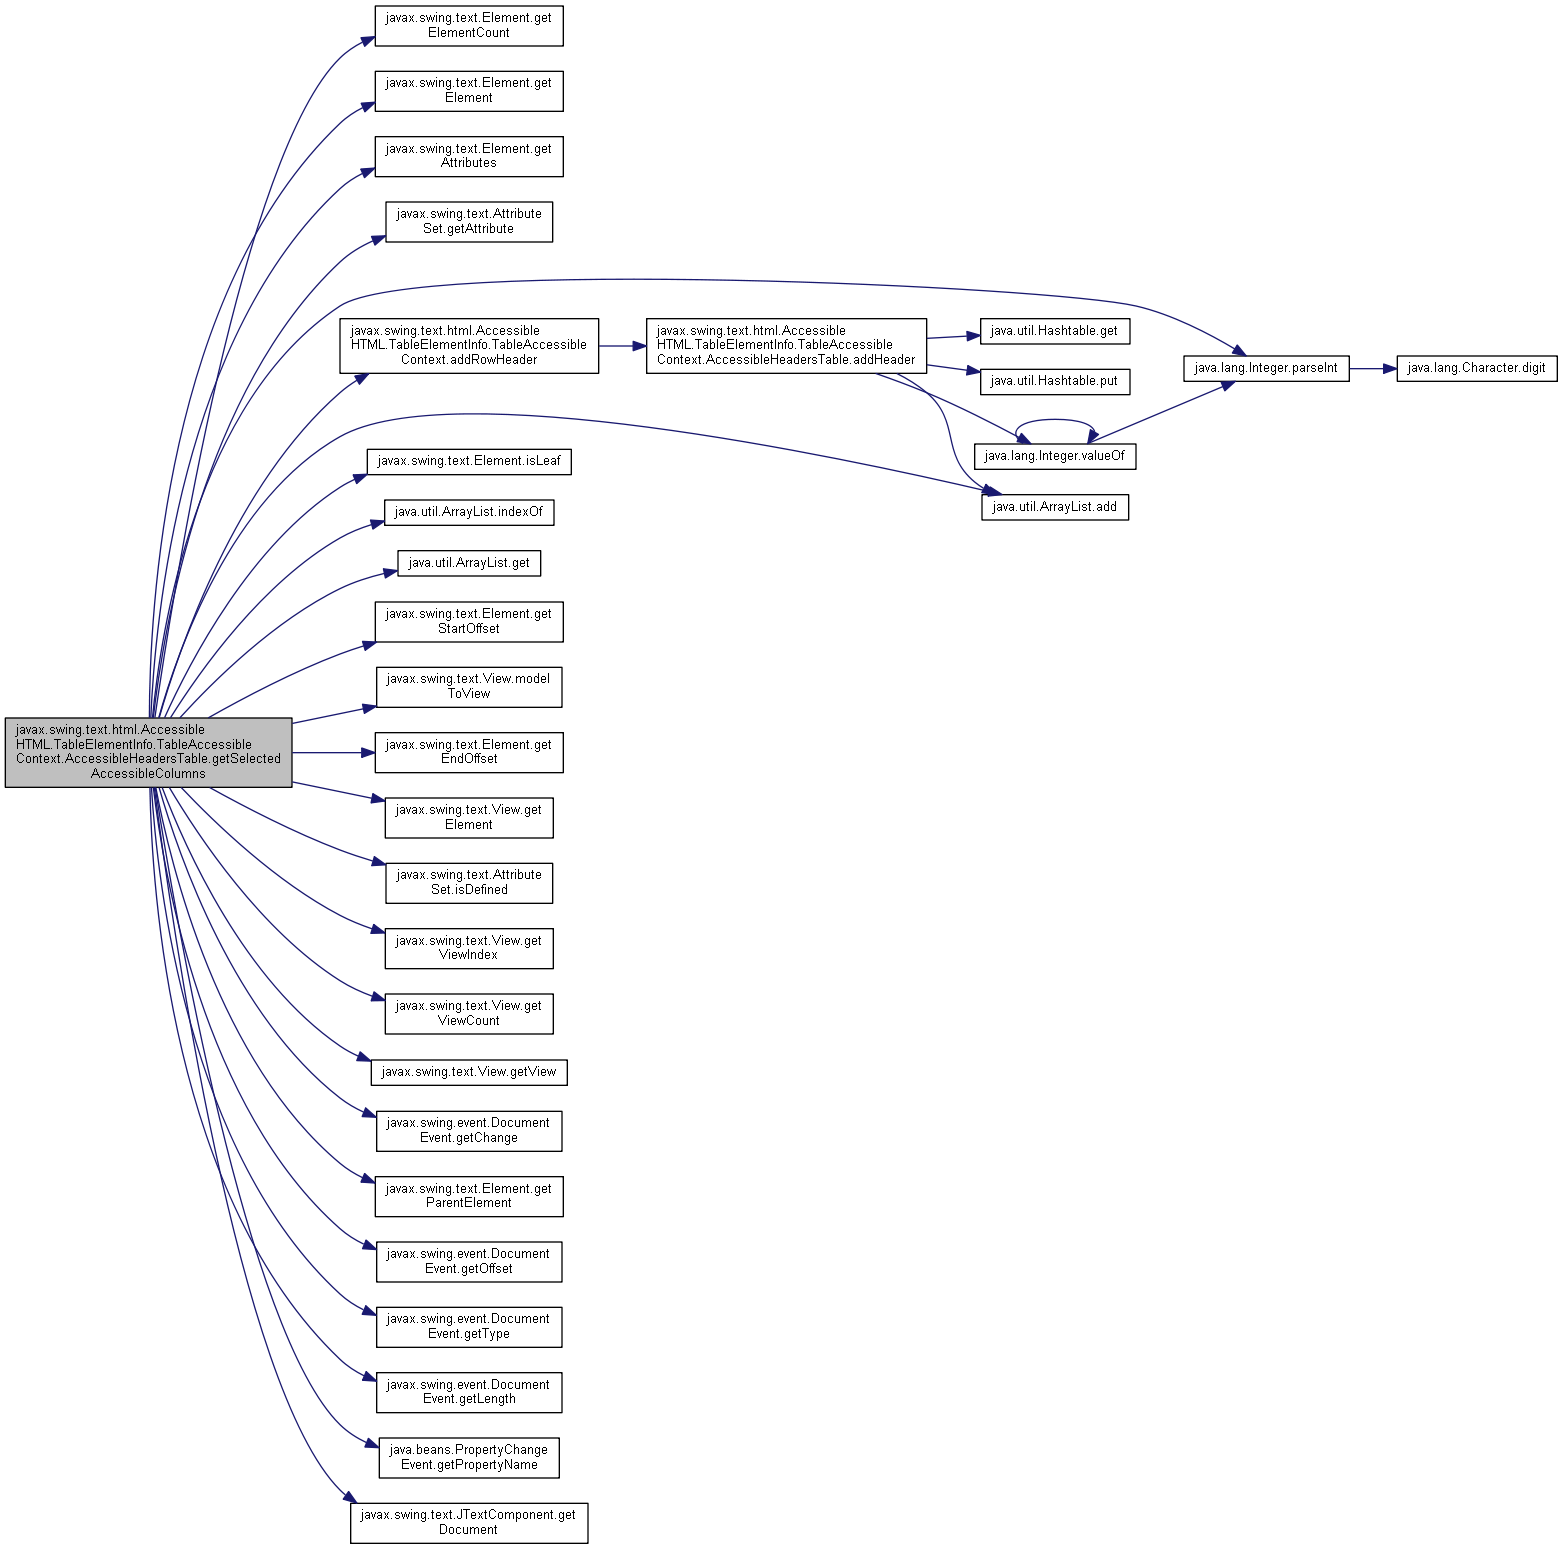 javax.swing.text.Element.get
ElementCount
javax.swing.text.Element.get
Element
javax.swing.text.Element.get
Attributes
javax.swing.text.Attribute
Set.getAttribute
javax.swing.text.html.Accessible
HTML.TableElementInfo.TableAccessible
Context.addRowHeader
javax.swing.text.html.Accessible
HTML.TableElementInfo.TableAccessible
Context.AccessibleHeadersTable.addHeader
java.util.Hashtable.get
java.util.Hashtable.put
java.lang.Integer.parseInt
java.lang.Character.digit
java.lang.Integer.valueOf
java.util.ArrayList.add
javax.swing.text.Element.isLeaf
java.util.ArrayList.indexOf
java.util.ArrayList.get
javax.swing.text.Element.get
StartOffset
javax.swing.text.View.model
ToView
javax.swing.text.html.Accessible
HTML.TableElementInfo.TableAccessible
Context.AccessibleHeadersTable.getSelected
AccessibleColumns
javax.swing.text.Element.get
EndOffset
javax.swing.text.View.get
Element
javax.swing.text.Attribute
Set.isDefined
javax.swing.text.View.get
ViewIndex
javax.swing.text.View.get
ViewCount
javax.swing.text.View.getView
javax.swing.event.Document
Event.getChange
javax.swing.text.Element.get
ParentElement
javax.swing.event.Document
Event.getOffset
javax.swing.event.Document
Event.getType
javax.swing.event.Document
Event.getLength
java.beans.PropertyChange
Event.getPropertyName
javax.swing.text.JTextComponent.get
Document